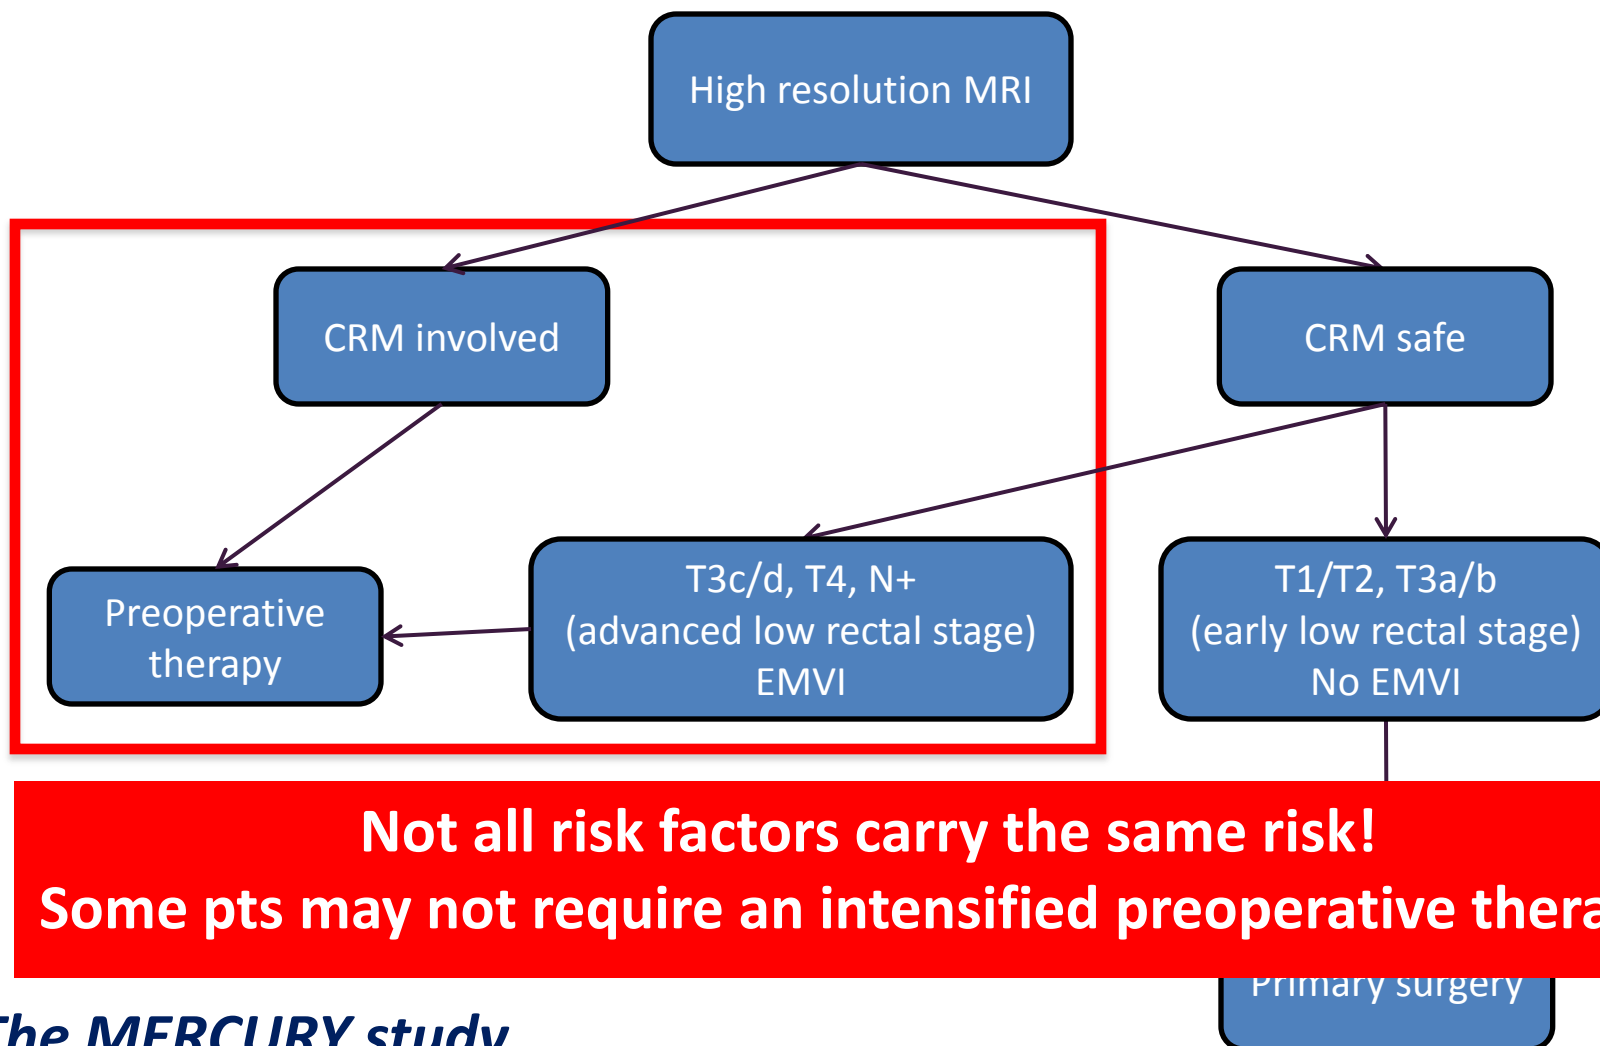 High resolution MRI
CRM involved
CRM safe
Preoperative
therapy
T3c/d, T4, N+
(advanced low rectal stage)
EMVI
T1/T2, T3a/b
(early low rectal stage)
No EMVI
Not all risk factors carry the same risk!
Some pts may not require an intensified preoperative thera
Primary surgery
The MERCURY study